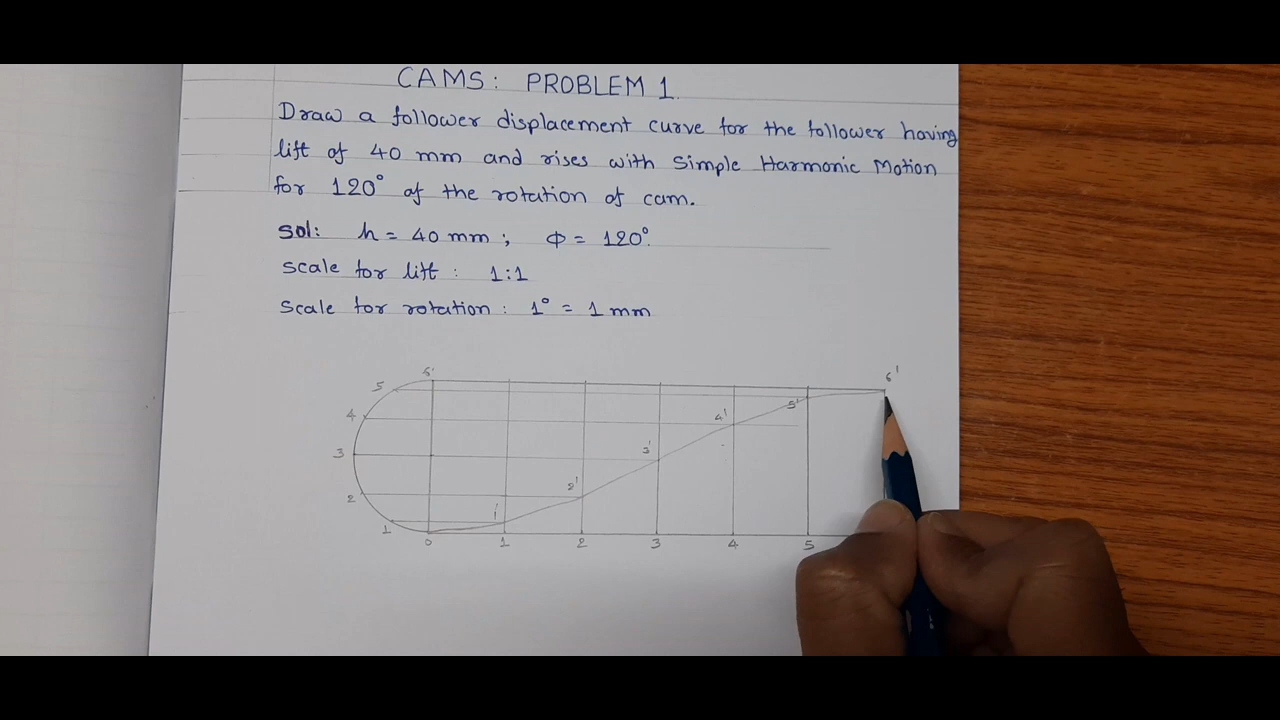 CAMS: PROBLEM 1.
Draw a follower displacement curve for the follower having
lift of 40 mm and rises with Simple Harmonic Motion
for 120° of the rotation of cam.
Sol: h = 40 mm; Φ = 120°.
Scale for lift : 1:1
Scale for rotation : 1° = 1 mm
6' 6'
5 5'
4 4'
3 3'
2 2'
1 1'
0 1 2 3 4 5